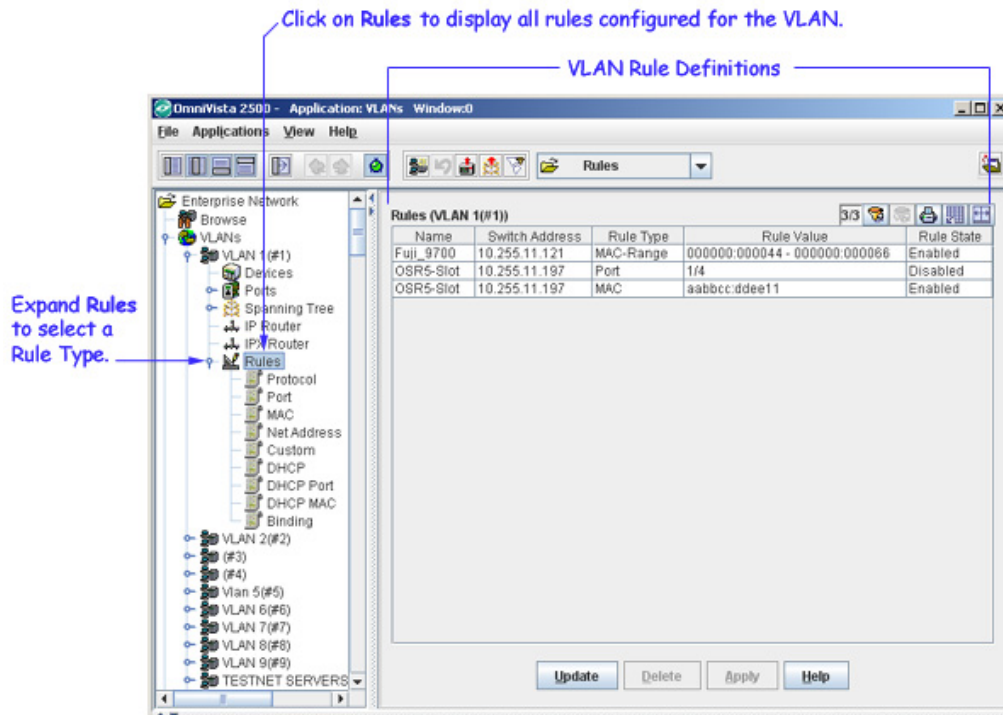 Click on Rules to display all rules configured for the VLAN.
VLAN Rule Definitions
OmniVista 2500 - Application: VLANs Window:0
File Applications View Help
Rules
Enterprise Network
Browse
VLANs
VLAN 1(#1)
Devices
Ports
Spanning Tree
IP Router
IPX Router
Rules
Protocol
Port
MAC
Net Address
Custom
DHCP
DHCP Port
DHCP MAC
Binding
VLAN 2(#2)
(#3)
(#4)
Vlan 5(#5)
VLAN 6(#6)
VLAN 7(#7)
VLAN 8(#8)
VLAN 9(#9)
TESTNET SERVERS
Expand Rules
to select a
Rule Type.
Rules (VLAN 1(#1))
3/3
Name Switch Address Rule Type Rule Value Rule State
Fuji_9700 10.255.11.121 MAC-Range 000000:000044 - 000000:000066 Enabled
OSR5-Slot 10.255.11.197 Port 1/4 Disabled
OSR5-Slot 10.255.11.197 MAC aabbcc:ddee11 Enabled
Update Delete Apply Help